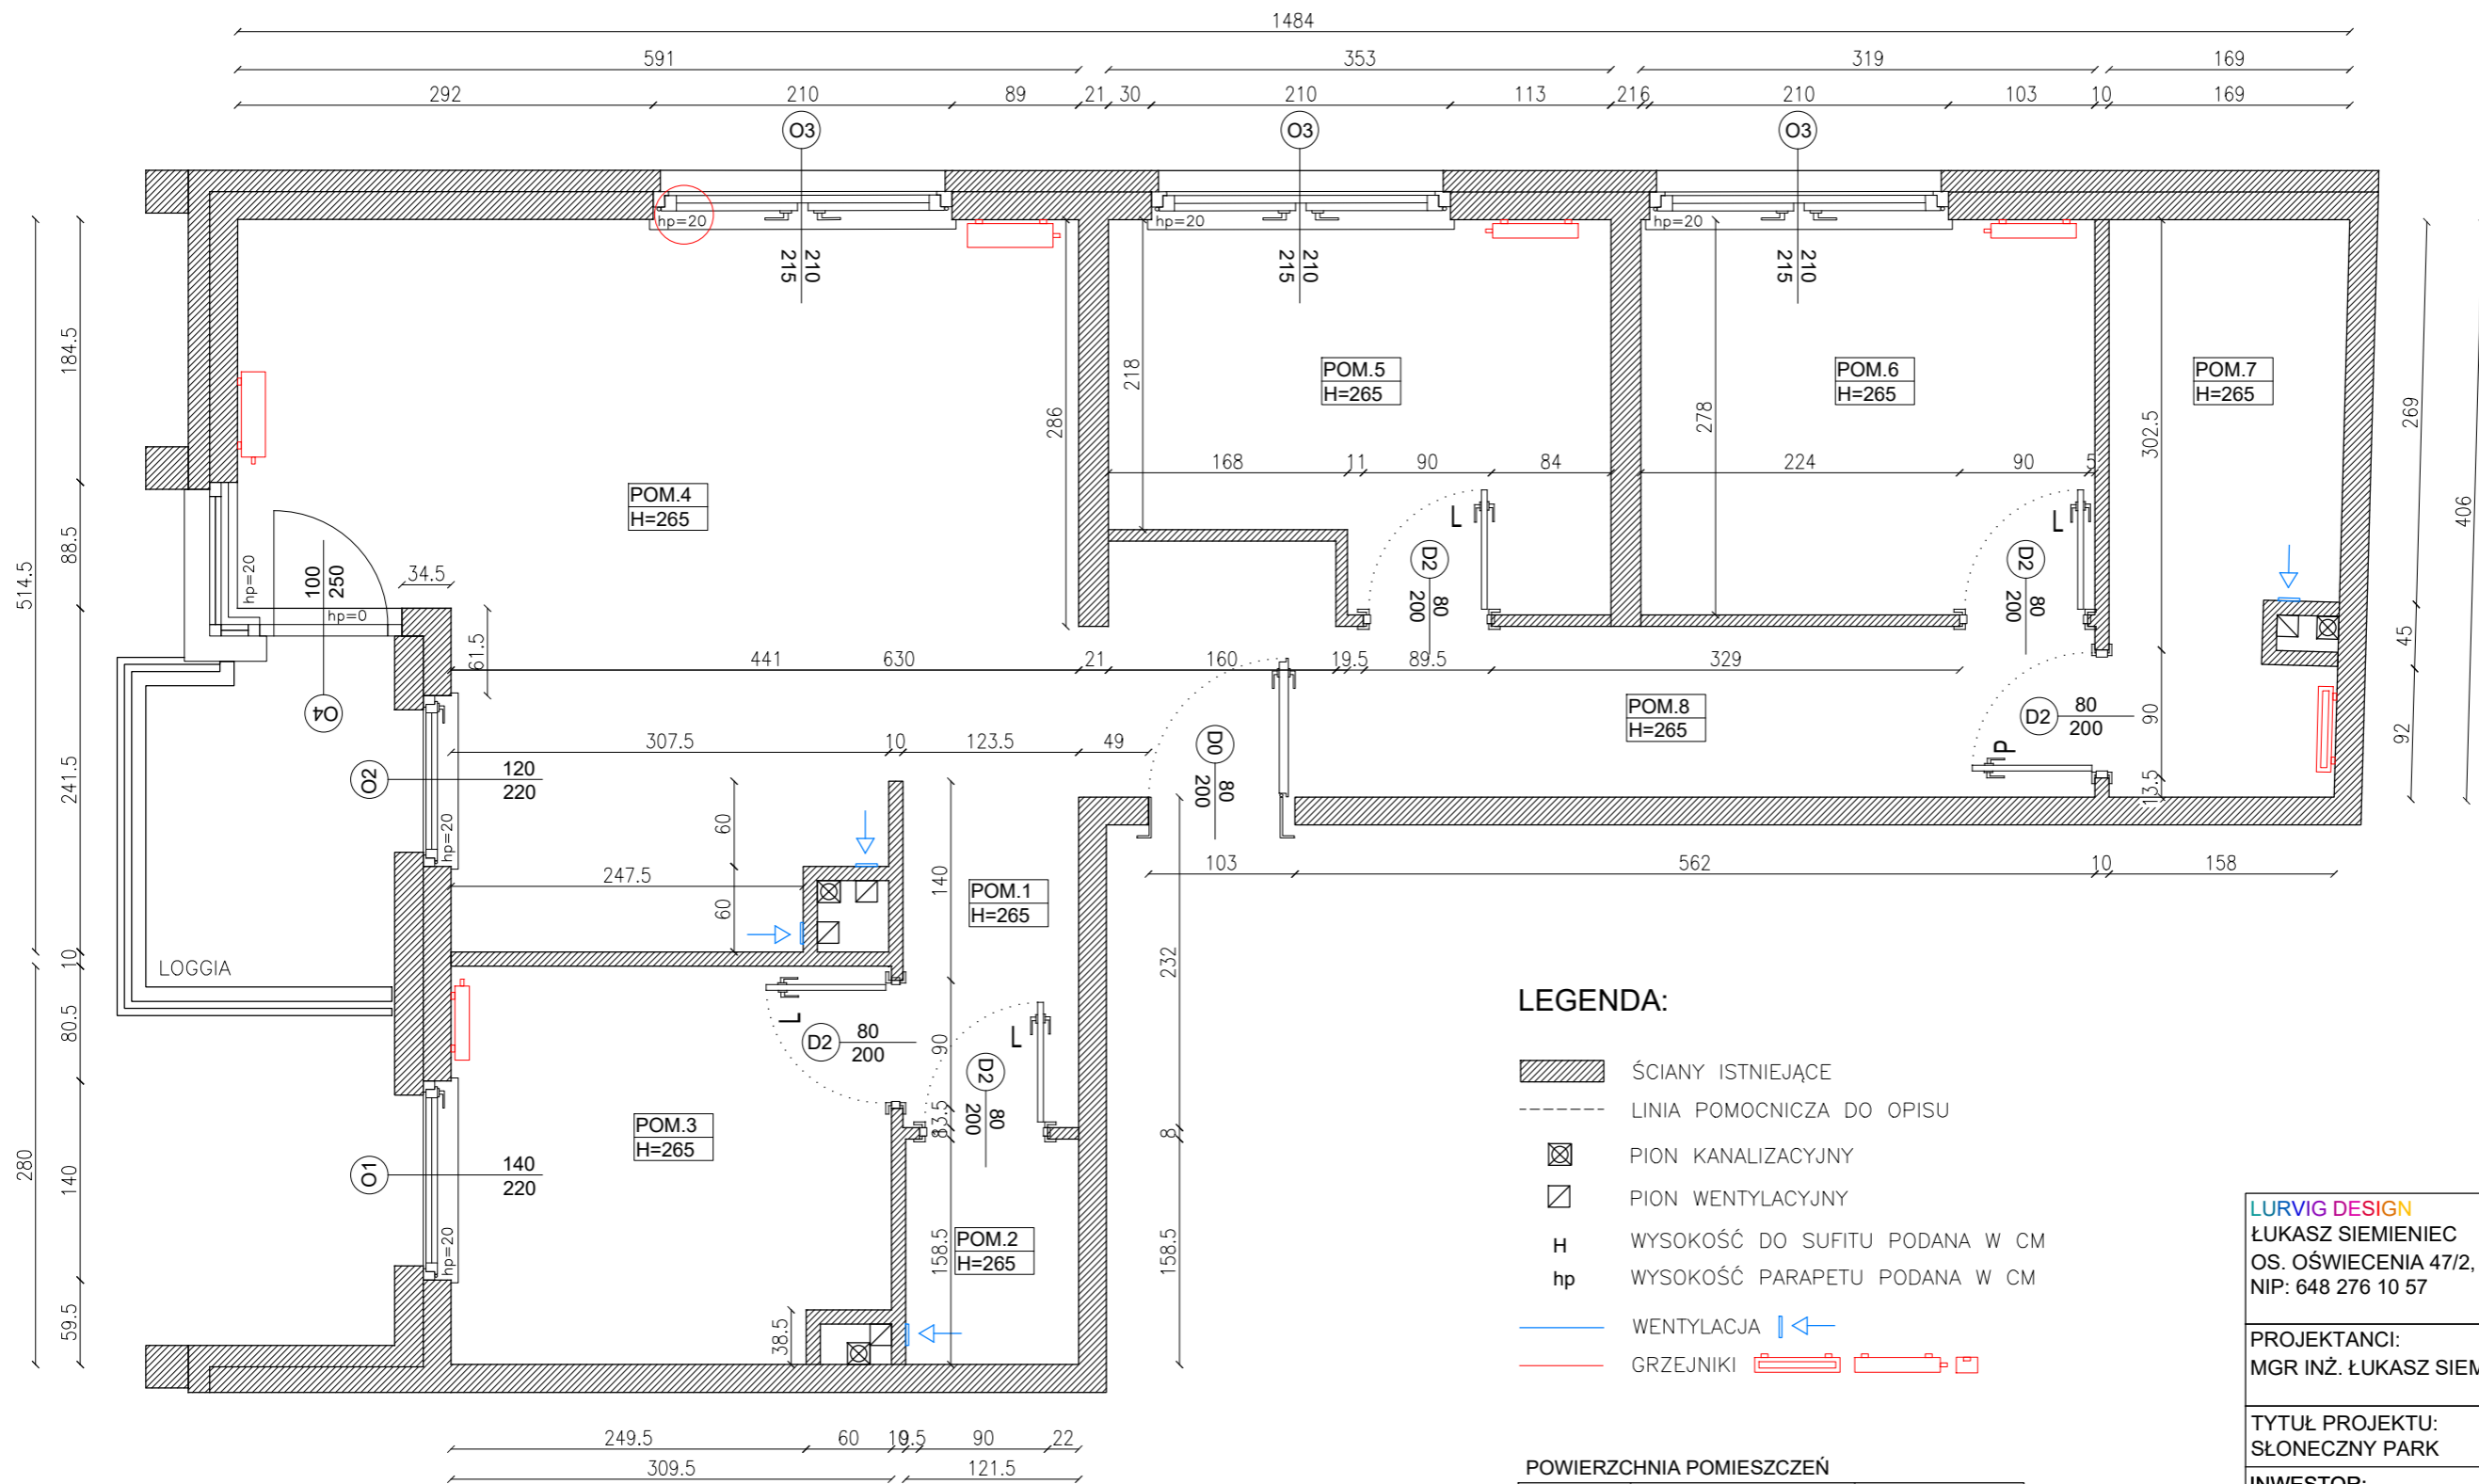 1484
591 353 319 169
292 210 89 21 30 210 113 21 6 210 103 10 169
O3 O3 O3
hp=20 hp=20 hp=20
210
215
210
215
210
215
184.5
514.5
88.5
241.5
10
80.5
280
140
59.5
218
286
278
302.5
269
406
POM.5
H=265
POM.6
H=265
POM.7
H=265
168 11 90 84
224 90 5
POM.4
H=265
L
L
D2
80
200
D2
80
200
hp=20
100
250
hp=0
34.5
61.5
O4
45
92
441 630 21 160 19.5 89.5 329
POM.8
H=265
D2
80
200
P
90
13.5
307.5 10 123.5 49
D0
80
200
O2
120
220
hp=20
60
60
247.5
140
POM.1
H=265
103 562 10 158
LOGGIA
232
L
D2
80
200
90
L
D2
80
200
13.5
8
8
POM.3
H=265
O1
140
220
hp=20
158.5
POM.2
H=265
158.5
38.5
249.5 60 10 9.5 90 22
309.5 121.5
LEGENDA:
ŚCIANY ISTNIEJĄCE
LINIA POMOCNICZA DO OPISU
PION KANALIZACYJNY
PION WENTYLACYJNY
H WYSOKOŚĆ DO SUFITU PODANA W CM
hp WYSOKOŚĆ PARAPETU PODANA W CM
WENTYLACJA
GRZEJNIKI
POWIERZCHNIA POMIESZCZEŃ
LURVIG DESIGN
ŁUKASZ SIEMIENIEC
OS. OŚWIECENIA 47/2,
NIP: 648 276 10 57
PROJEKTANCI:
MGR INŻ. ŁUKASZ SIEM
TYTUŁ PROJEKTU:
SŁONECZNY PARK
INWESTOR: